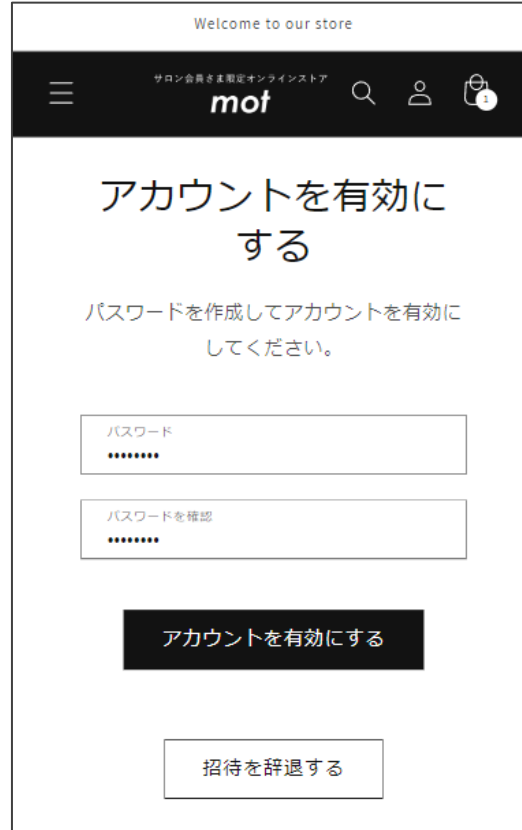 Welcome to our store
サロン会員さま限定オンラインストア
mot
1
アカウントを有効に
する
パスワードを作成してアカウントを有効に
してください。
パスワード
••••••••
パスワードを確認
••••••••
アカウントを有効にする
招待を辞退する